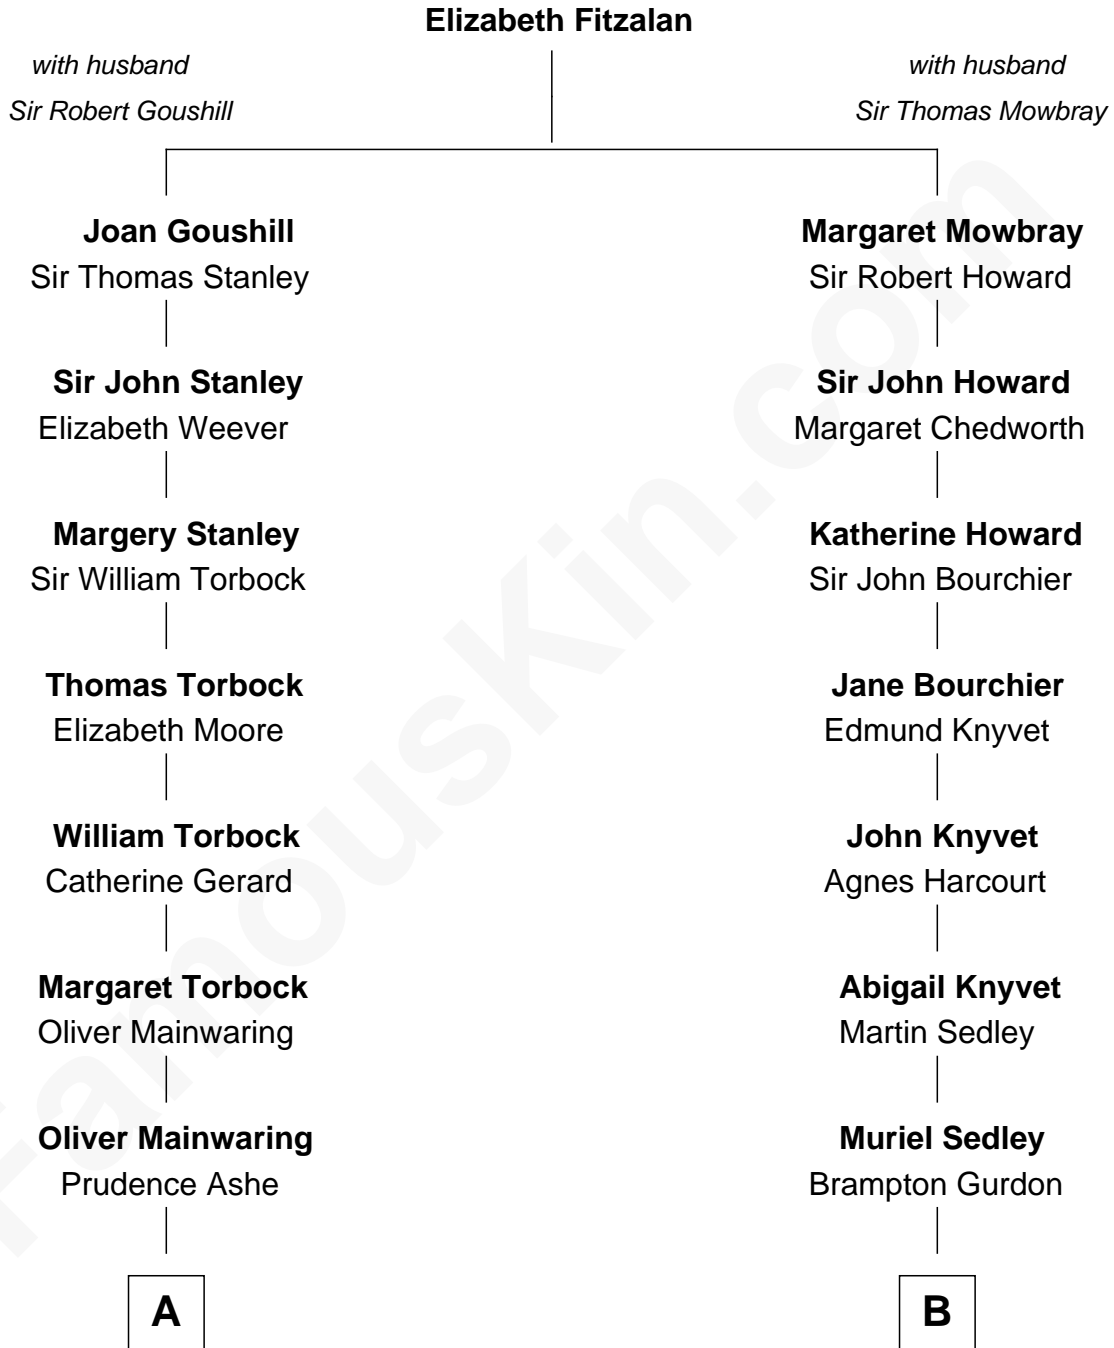 Elizabeth Fitzalan
with husband
Sir Robert Goushill
with husband
Sir Thomas Mowbray
Joan Goushill
Sir Thomas Stanley
Margaret Mowbray
Sir Robert Howard
Sir John Stanley
Elizabeth Weever
Sir John Howard
Margaret Chedworth
Margery Stanley
Sir William Torbock
Katherine Howard
Sir John Bourchier
Thomas Torbock
Elizabeth Moore
Jane Bourchier
Edmund Knyvet
William Torbock
Catherine Gerard
John Knyvet
Agnes Harcourt
Margaret Torbock
Oliver Mainwaring
Abigail Knyvet
Martin Sedley
Oliver Mainwaring
Prudence Ashe
Muriel Sedley
Brampton Gurdon
A
B
FamousKin.com